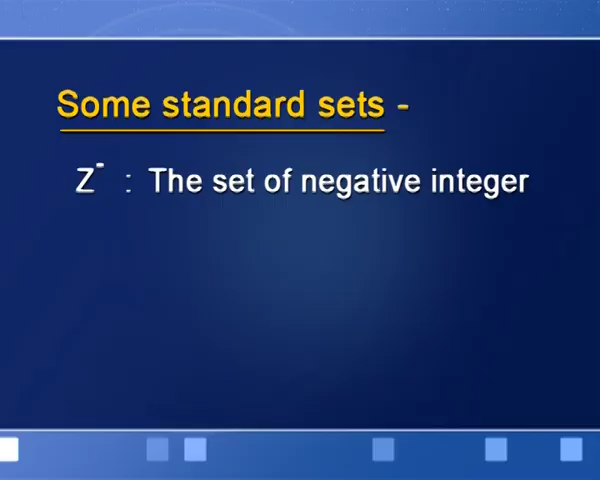 Some standard sets -
Z⁻ : The set of negative integer